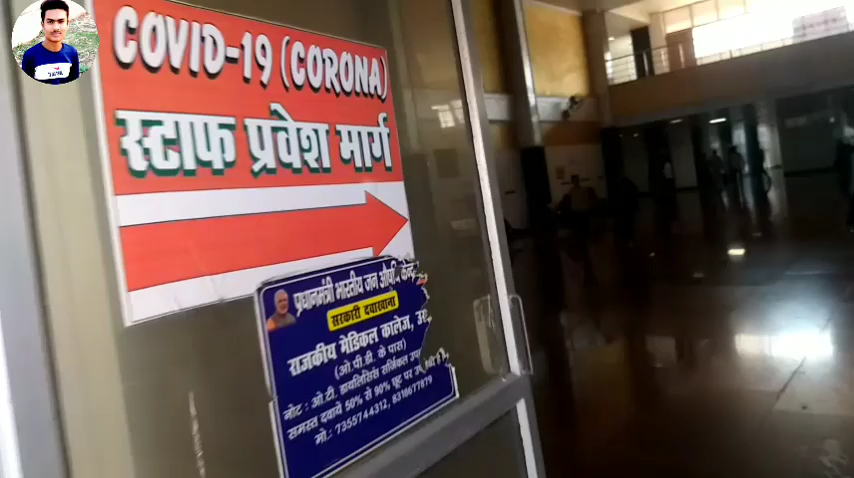 COVID-19 (CORONA)
स्टाफ प्रवेश मार्ग
प्रधानमंत्री भारतीय जन औषधि केन्द्र
सरकारी दवाखाना
राजकीय मेडिकल कॉलेज,
(ओ.पी.डी. के पास)
नोट : ओ.टी. डायलिसिस सर्जिकल
समस्त दवायें 50% से 90% छूट पर
मो.: 7355744312, 8318677879